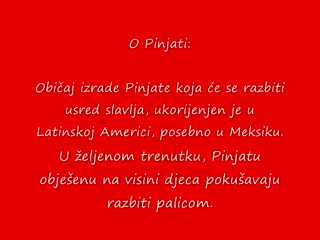 O Pinjati:
Običaj izrade Pinjate koja će se razbiti
usred slavlja, ukorijenjen je u
Latinskoj Americi, posebno u Meksiku.
U željenom trenutku, Pinjatu
obješenu na visini djeca pokušavaju
razbiti palicom.